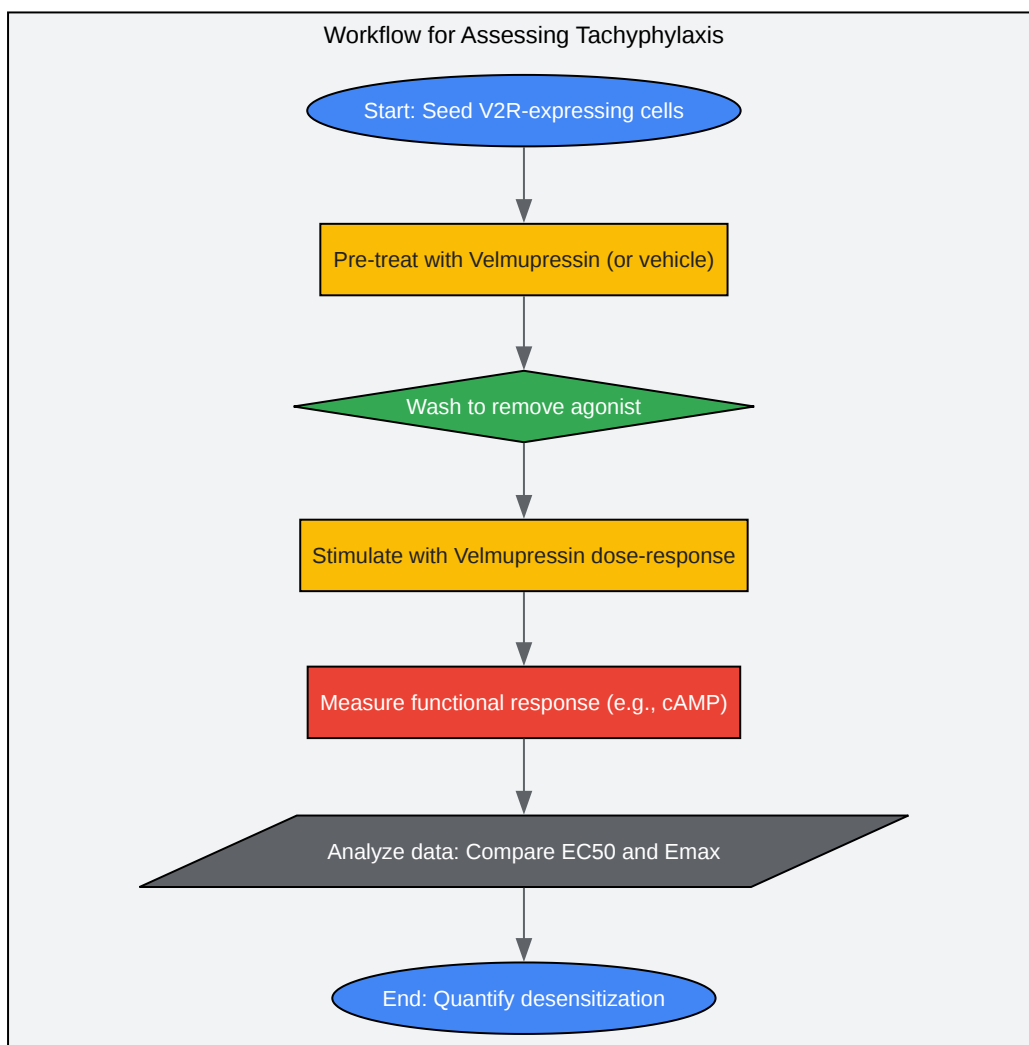 Workflow for Assessing Tachyphylaxis
Start: Seed V2R-expressing cells
Pre-treat with Velmupressin (or vehicle)
Wash to remove agonist
Stimulate with Velmupressin dose-response
Measure functional response (e.g., cAMP)
Analyze data: Compare EC50 and Emax
End: Quantify desensitization